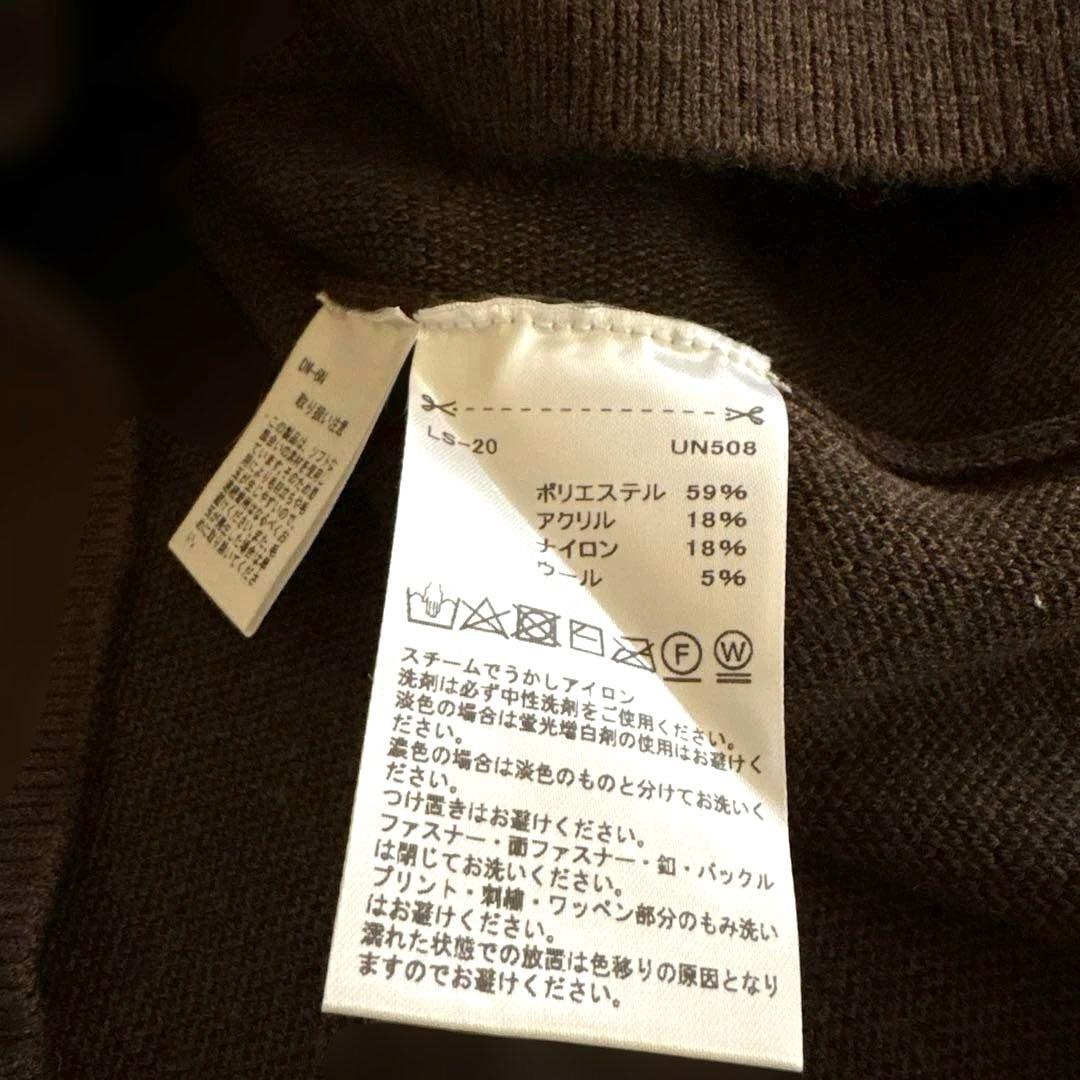 DM-6N
取り扱い注意
LS-20 UN508
ポリエステル 59%
アクリル 18%
ナイロン 18%
ウール 5%
F W
スチームでうかしアイロン
洗剤は必ず中性洗剤をご使用ください。
淡色の場合は蛍光増白剤の使用はお避けく
ださい。
濃色の場合は淡色のものと分けてお洗いく
ださい。
つけ置きはお避けください。
ファスナー・面ファスナー・釦・バックル
は閉じてお洗いください。
プリント・刺繍・ワッペン部分のもみ洗い
はお避けください。
濡れた状態での放置は色移りの原因となり
ますのでお避けください。